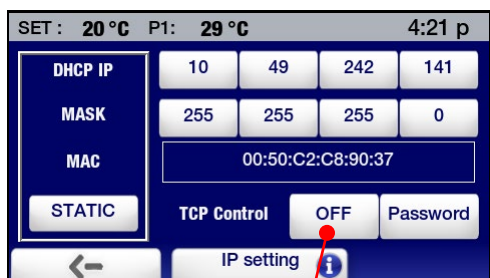 SET : 20 °C P1: 29 °C 4:21 p
DHCP IP 10 49 242 141
MASK 255 255 255 0
MAC 00:50:C2:C8:90:37
STATIC TCP Control OFF Password
IP setting i